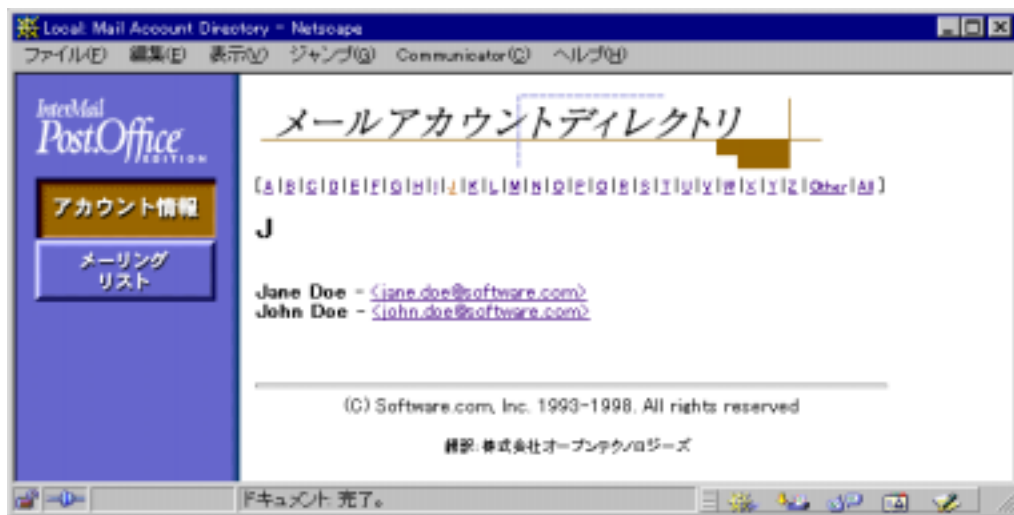 Local: Mail Account Directory - Netscape
ファイル(F) 編集(E) 表示(V) ジャンプ(G) Communicator(C) ヘルプ(H)
InterMail
PostOffice
EDITION
アカウント情報
メーリング
リスト
メールアカウントディレクトリ
[A|B|C|D|E|F|G|H|I|J|K|L|M|N|O|P|Q|R|S|T|U|V|W|X|Y|Z|Other|All]
J
Jane Doe - <jane.doe@software.com>
John Doe - <john.doe@software.com>
(C) Software.com, Inc. 1993-1998. All rights reserved
翻訳:株式会社オープンテクノロジーズ
ドキュメント: 完了。